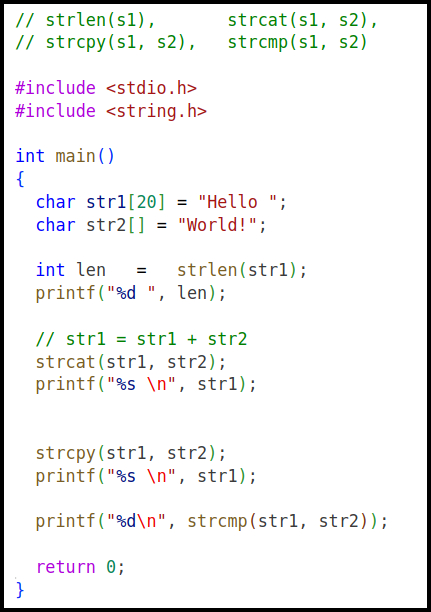 // strlen(s1),       strcat(s1, s2),
// strcpy(s1, s2),   strcmp(s1, s2)
#include <stdio.h>
#include <string.h>
int main()
{
  char str1[20] = "Hello ";
  char str2[] = "World!";
  int len   =   strlen(str1);
  printf("%d ", len);
  // str1 = str1 + str2
  strcat(str1, str2);
  printf("%s \n", str1);
  strcpy(str1, str2);
  printf("%s \n", str1);
  printf("%d\n", strcmp(str1, str2));
  return 0;
}